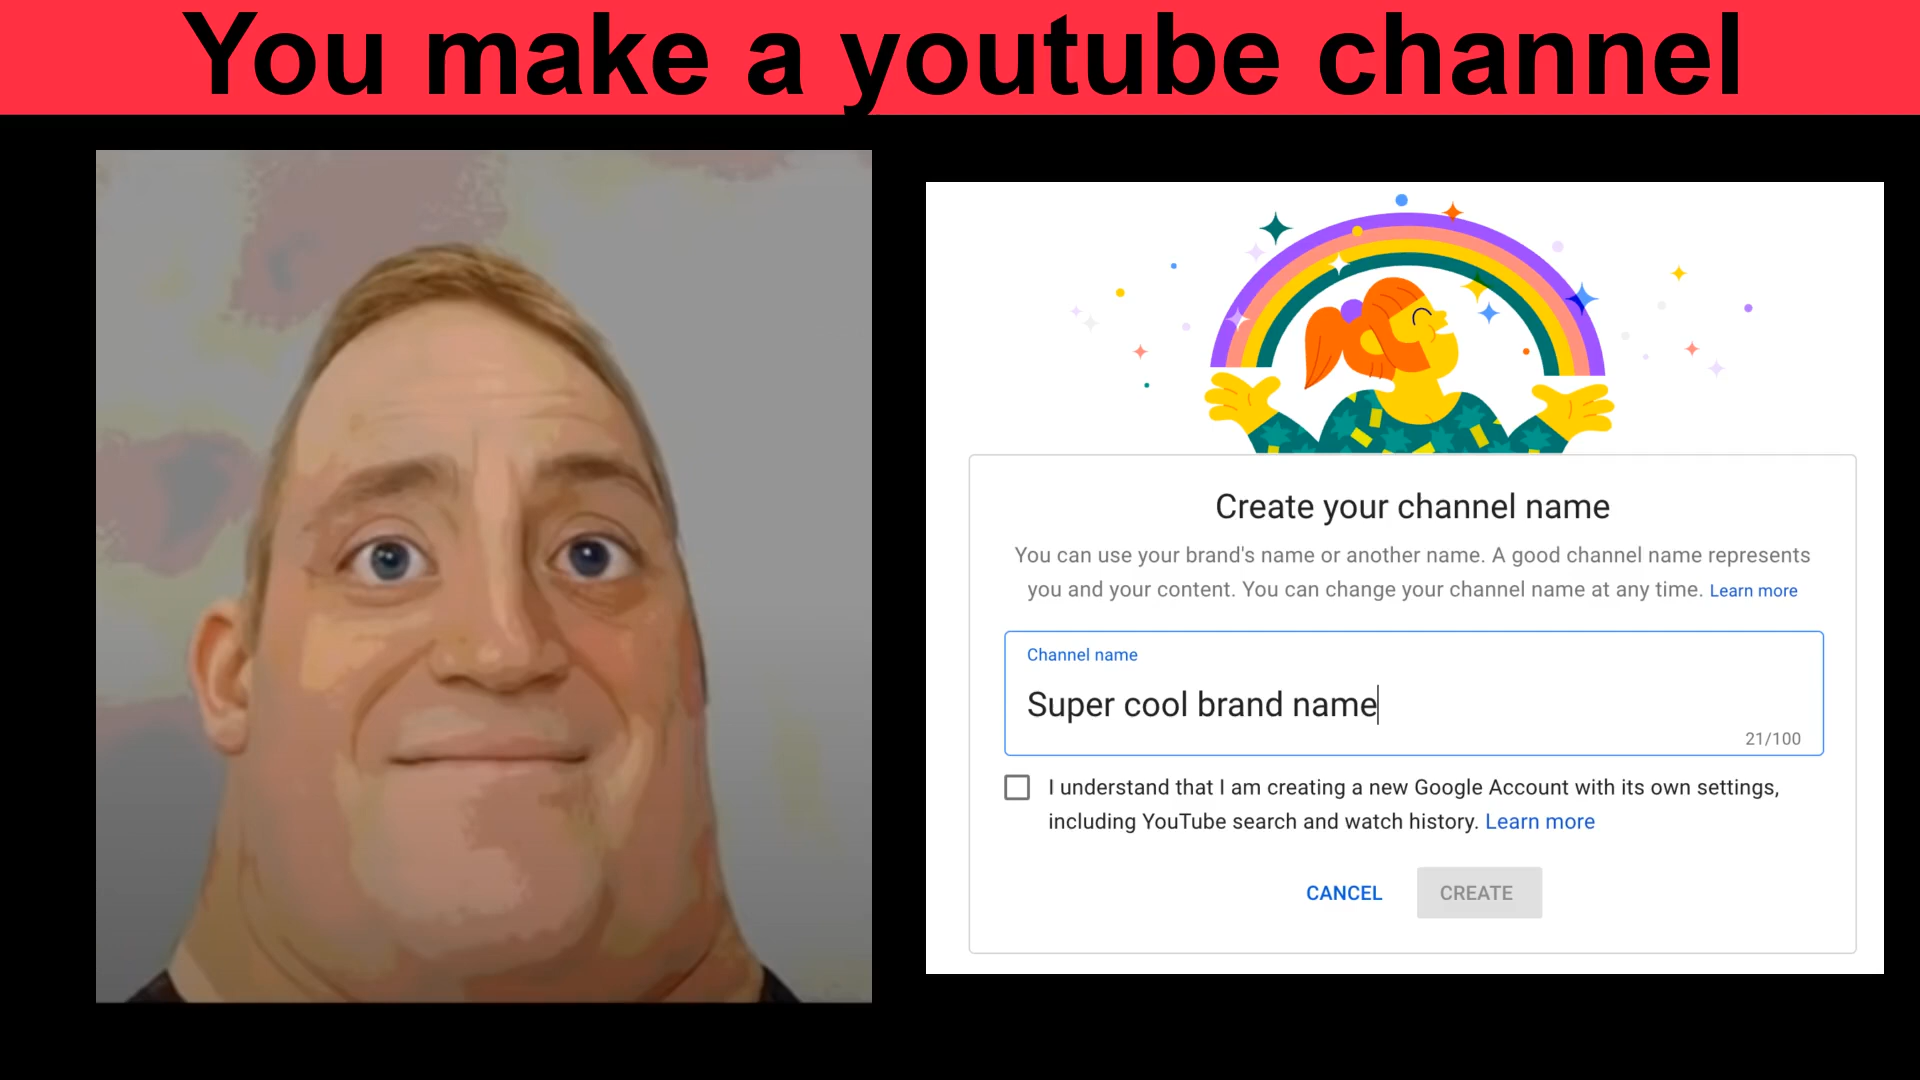 You make a youtube channel
Create your channel name
You can use your brand's name or another name. A good channel name represents
you and your content. You can change your channel name at any time. Learn more
Channel name
Super cool brand name
21/100
I understand that I am creating a new Google Account with its own settings,
including YouTube search and watch history. Learn more
CANCEL CREATE